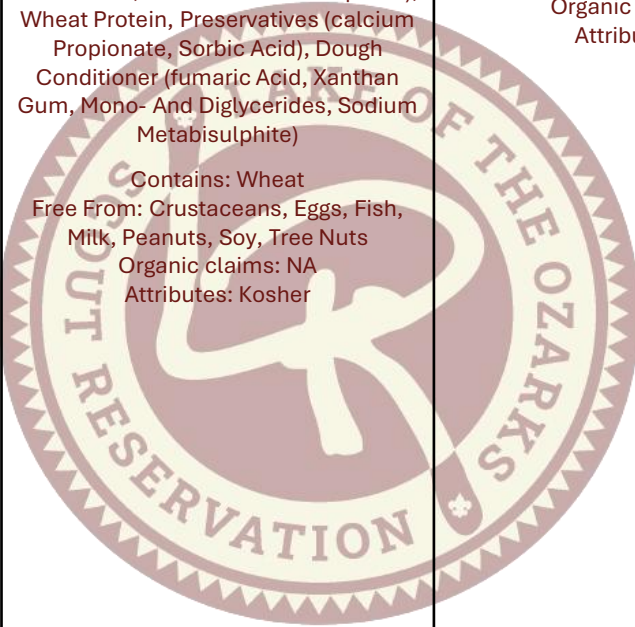 Wheat Protein, Preservatives (calcium
Propionate, Sorbic Acid), Dough
Conditioner (fumaric Acid, Xanthan
Gum, Mono- And Diglycerides, Sodium
Metabisulphite)
Contains: Wheat
Free From: Crustaceans, Eggs, Fish,
Milk, Peanuts, Soy, Tree Nuts
Organic claims: NA
Attributes: Kosher
Organic
LAKE OF THE OZARKS
SCOUT RESERVATION